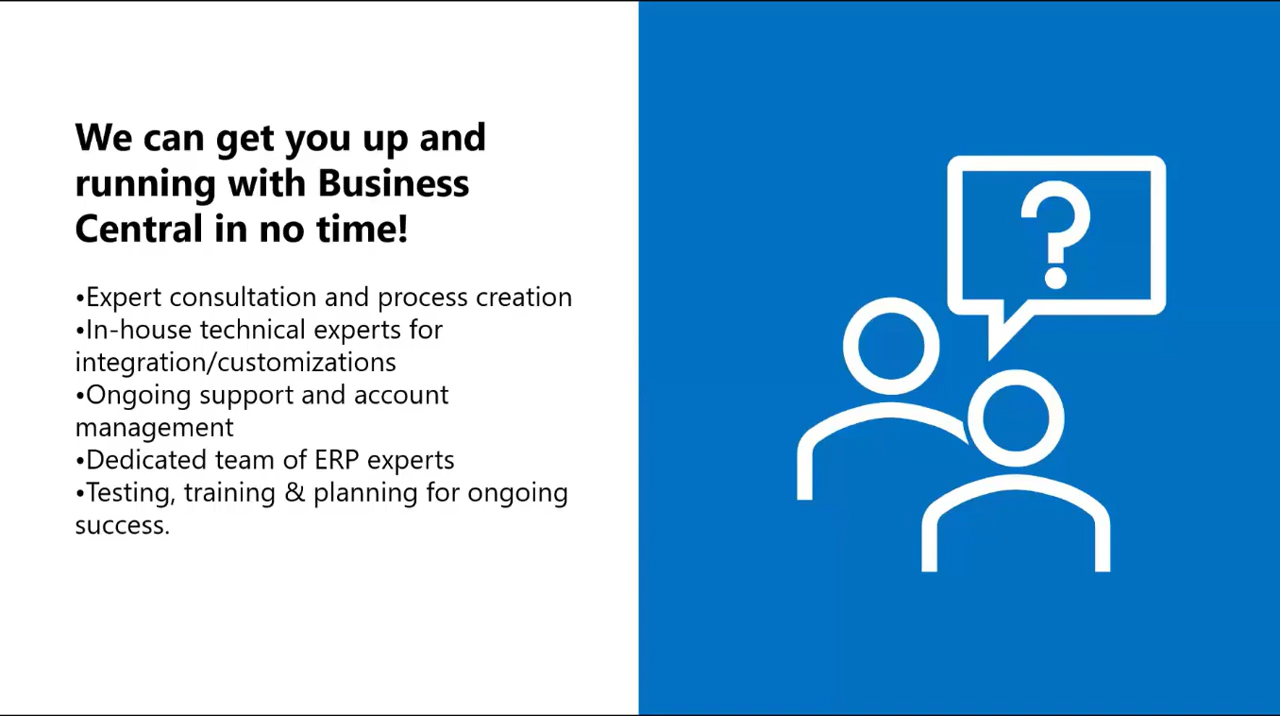 We can get you up and
running with Business
Central in no time!
•Expert consultation and process creation
•In-house technical experts for
integration/customizations
•Ongoing support and account
management
•Dedicated team of ERP experts
•Testing, training & planning for ongoing
success.
?